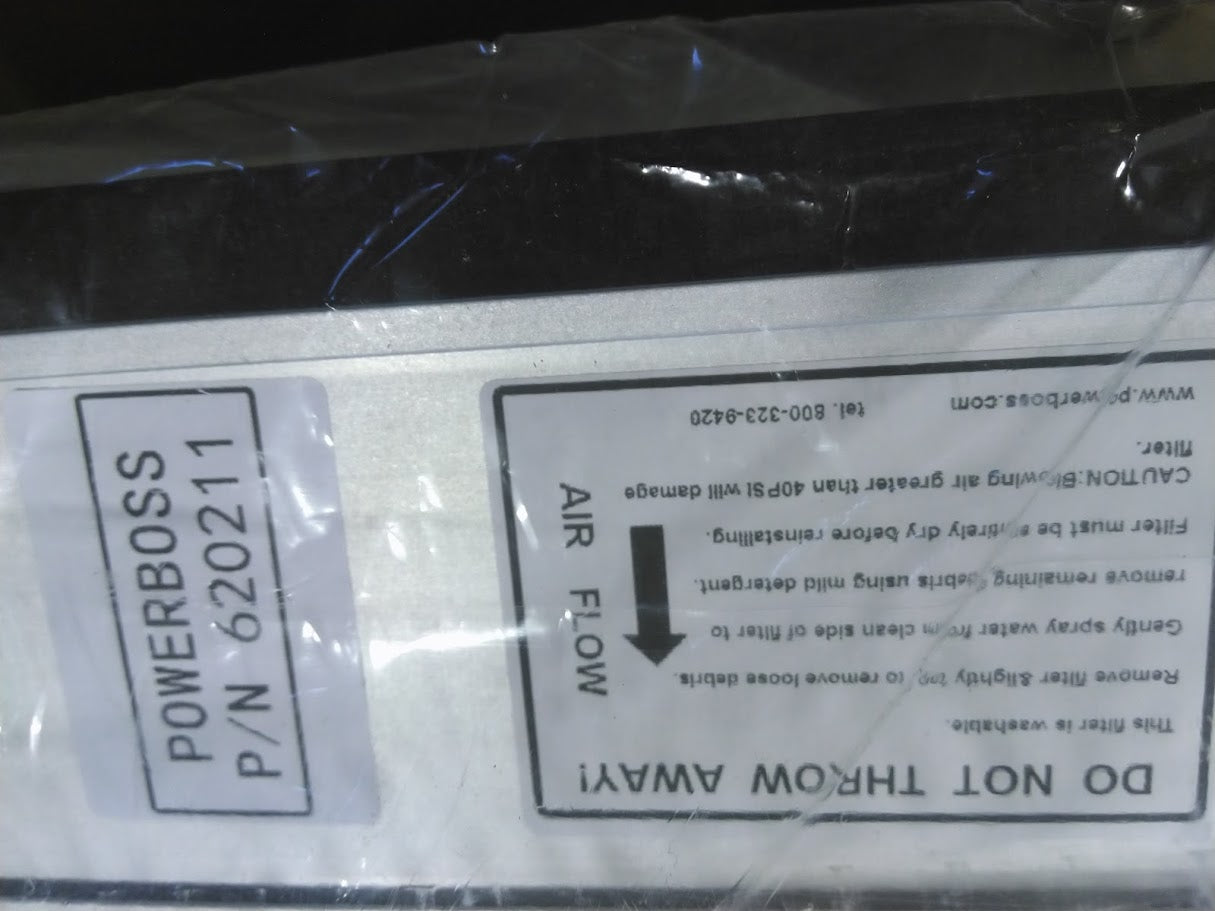 POWERBOSS
P/N 620211
DO NOT THROW AWAY!
This filter is washable.
Remove filter &lightly tap to remove loose debris.
Gently spray water from clean side of filter to
remove remaining debris using mild detergent.
Filter must be entirely dry before reinstalling.
CAUTION:Blowing air greater than 40PSI will damage
filter.
www.powerboss.com tel. 800-323-9420
AIR FLOW